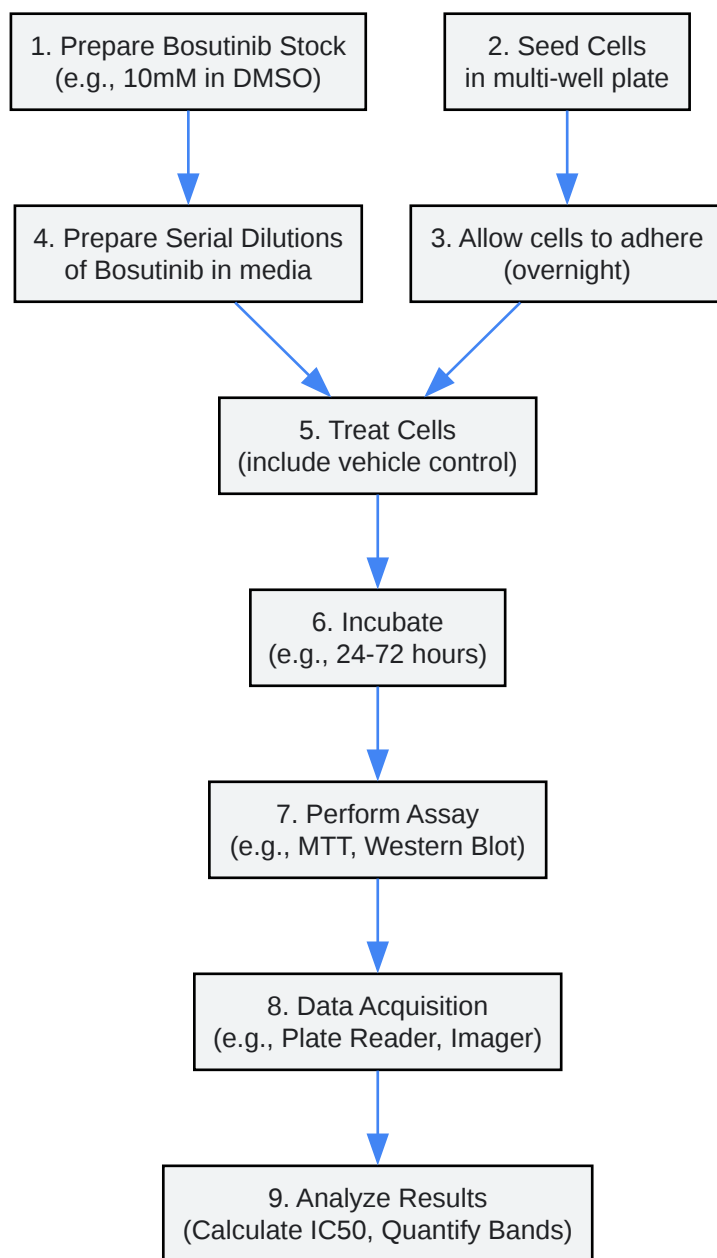 1. Prepare Bosutinib Stock
(e.g., 10mM in DMSO)
2. Seed Cells
in multi-well plate
4. Prepare Serial Dilutions
of Bosutinib in media
3. Allow cells to adhere
(overnight)
5. Treat Cells
(include vehicle control)
6. Incubate
(e.g., 24-72 hours)
7. Perform Assay
(e.g., MTT, Western Blot)
8. Data Acquisition
(e.g., Plate Reader, Imager)
9. Analyze Results
(Calculate IC50, Quantify Bands)